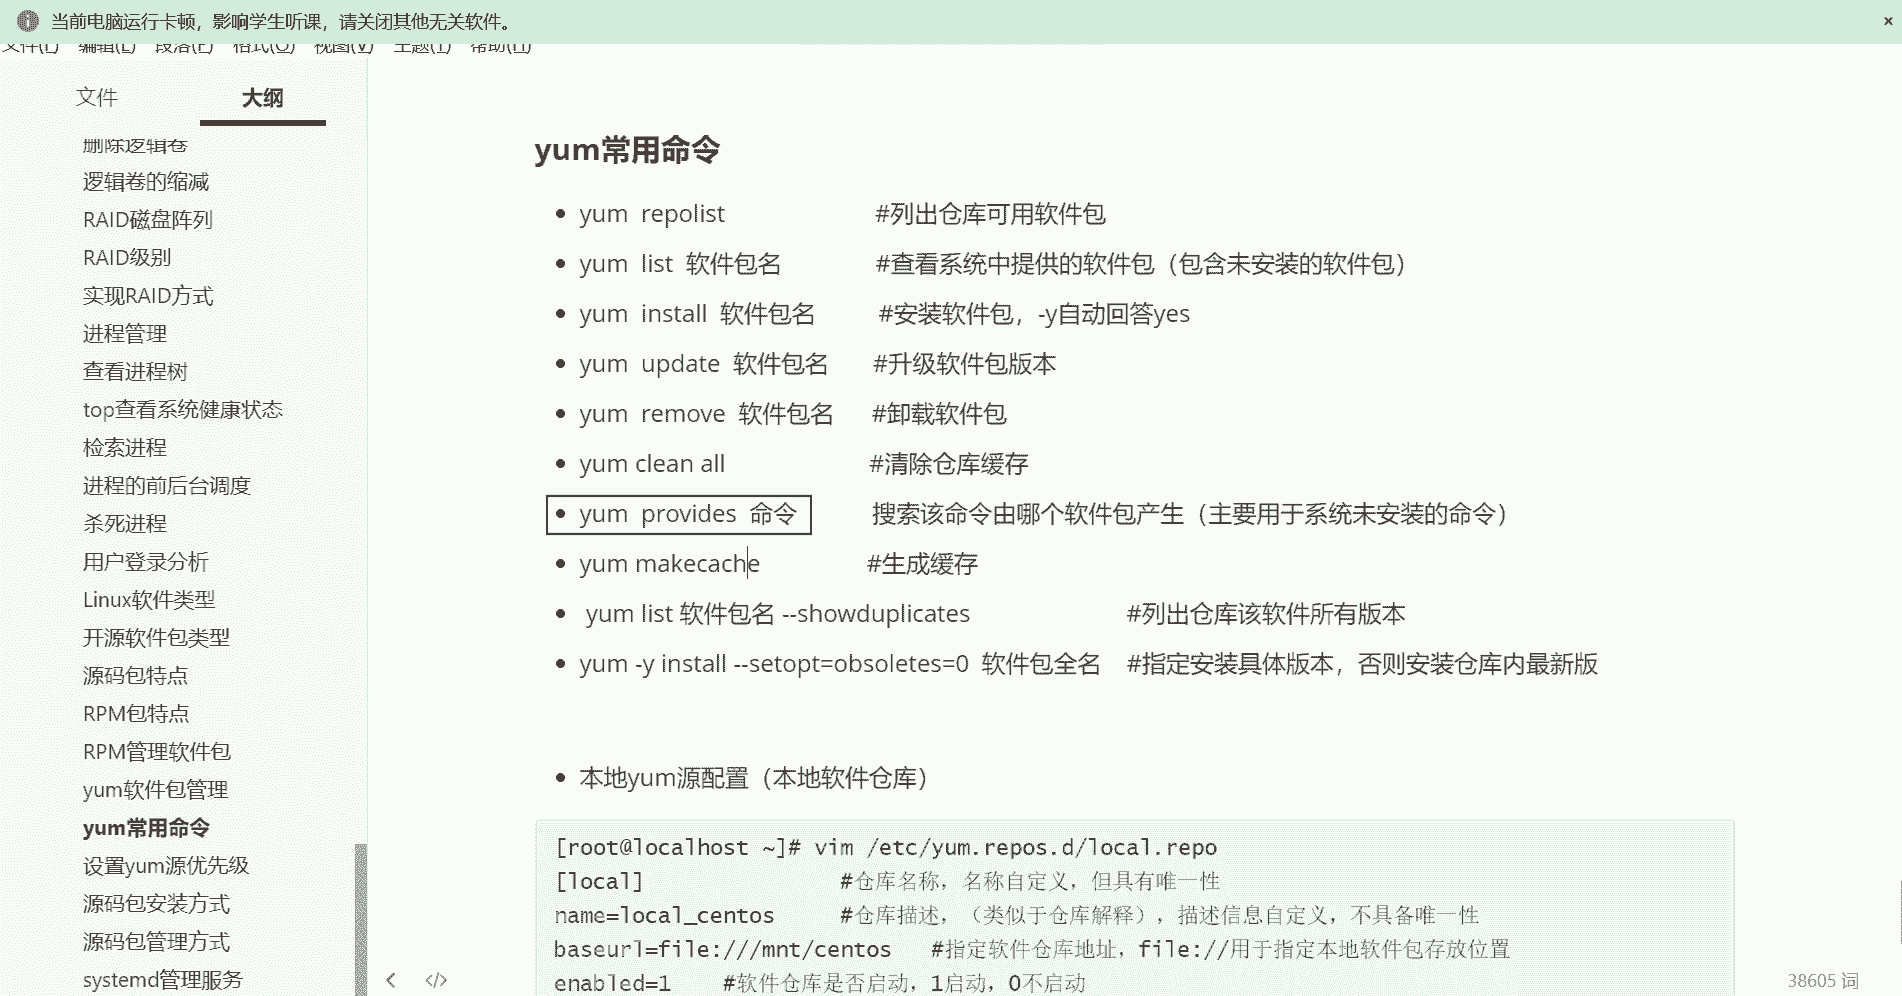 当前电脑运行卡顿，影响学生听课，请关闭其他无关软件。
×
文件(F) 编辑(E) 段落(P) 格式(O) 视图(V) 主题(T) 帮助(H)
文件 大纲
删除逻辑卷
逻辑卷的缩减
RAID磁盘阵列
RAID级别
实现RAID方式
进程管理
查看进程树
top查看系统健康状态
检索进程
进程的前后台调度
杀死进程
用户登录分析
Linux软件类型
开源软件包类型
源码包特点
RPM包特点
RPM管理软件包
yum软件包管理
yum常用命令
设置yum源优先级
源码包安装方式
源码包管理方式
systemd管理服务
yum常用命令
yum repolist #列出仓库可用软件包
yum list 软件包名 #查看系统中提供的软件包（包含未安装的软件包）
yum install 软件包名 #安装软件包，-y自动回答yes
yum update 软件包名 #升级软件包版本
yum remove 软件包名 #卸载软件包
yum clean all #清除仓库缓存
yum provides 命令 搜索该命令由哪个软件包产生（主要用于系统未安装的命令）
yum makecache #生成缓存
yum list 软件包名 --showduplicates #列出仓库该软件所有版本
yum -y install --setopt=obsoletes=0 软件包全名 #指定安装具体版本，否则安装仓库内最新版
本地yum源配置（本地软件仓库）
[root@localhost ~]# vim /etc/yum.repos.d/local.repo
[local] #仓库名称，名称自定义，但具有唯一性
name=local_centos #仓库描述，（类似于仓库解释），描述信息自定义，不具备唯一性
baseurl=file:///mnt/centos #指定软件仓库地址，file://用于指定本地软件包存放位置
enabled=1 #软件仓库是否启动，1启动，0不启动
38605 词